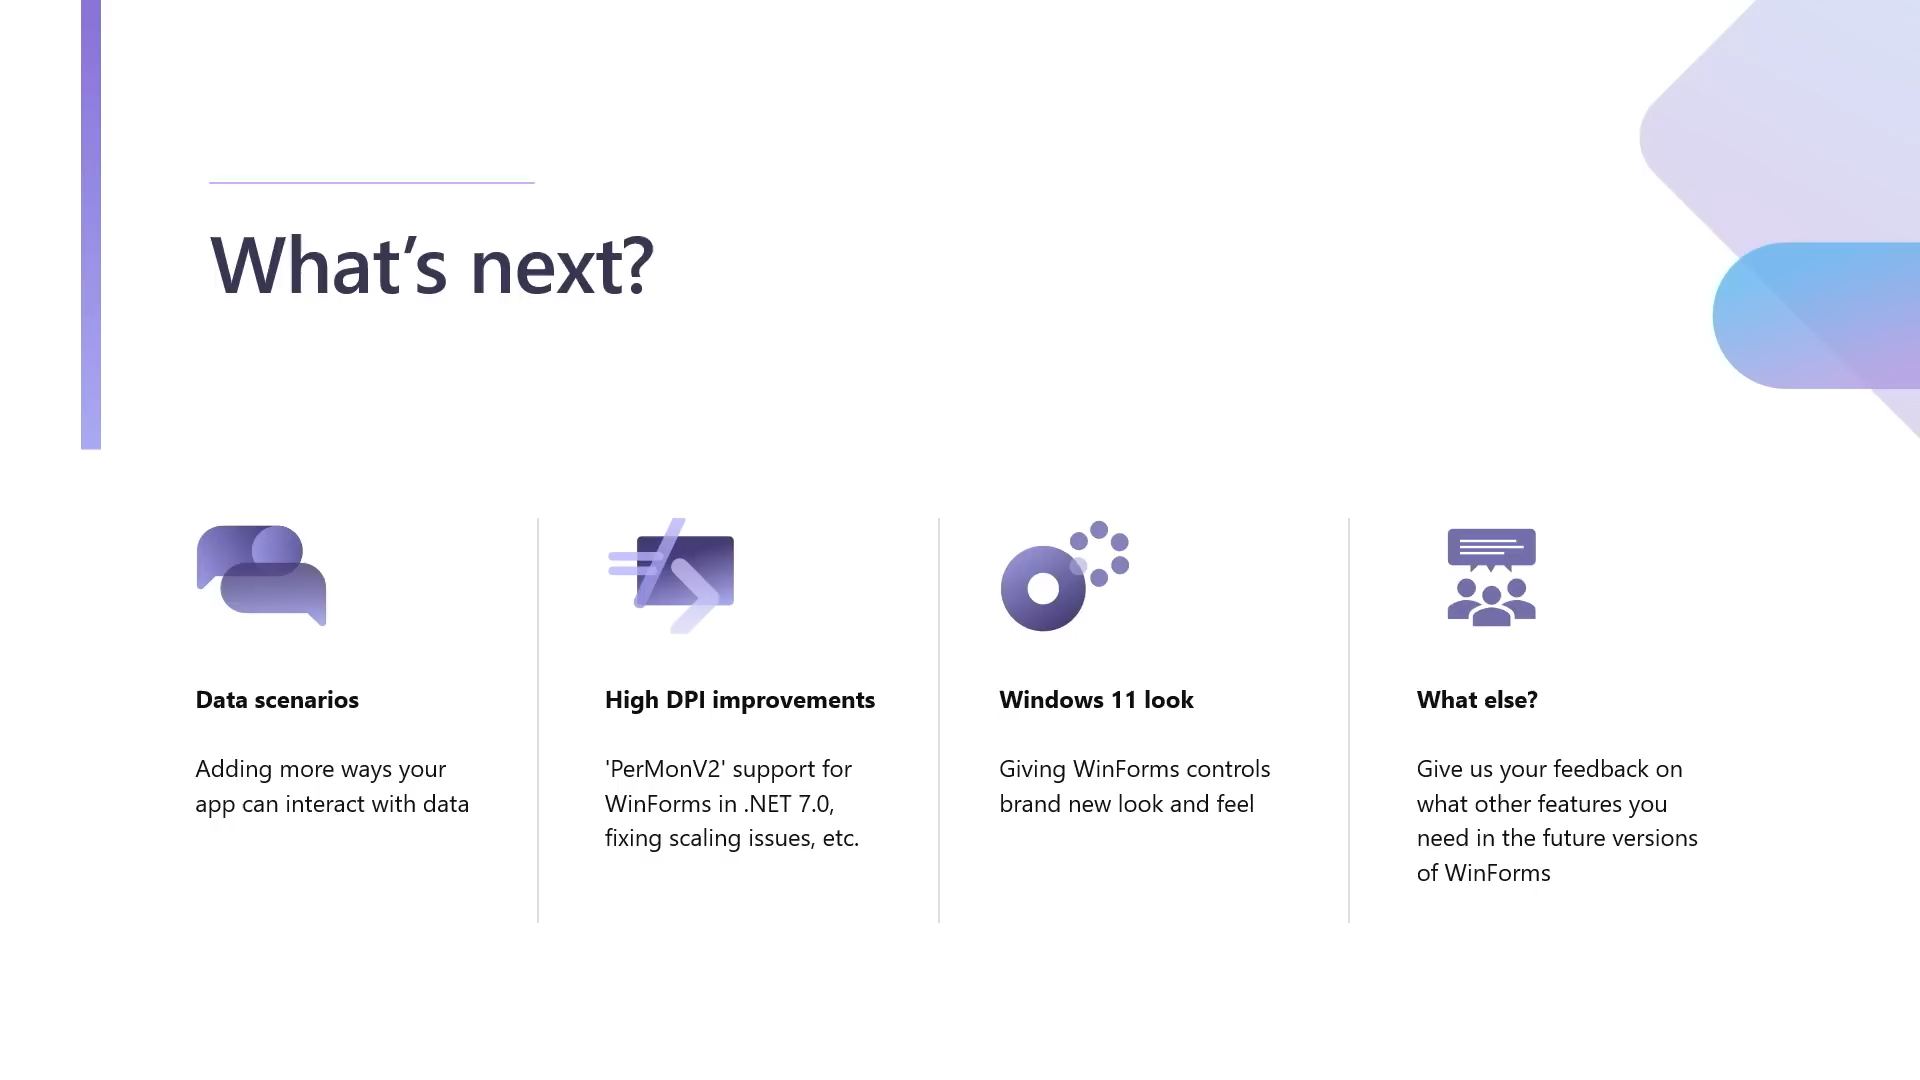 What’s next?
Data scenarios
Adding more ways your
app can interact with data
High DPI improvements
'PerMonV2' support for
WinForms in .NET 7.0,
fixing scaling issues, etc.
Windows 11 look
Giving WinForms controls
brand new look and feel
What else?
Give us your feedback on
what other features you
need in the future versions
of WinForms